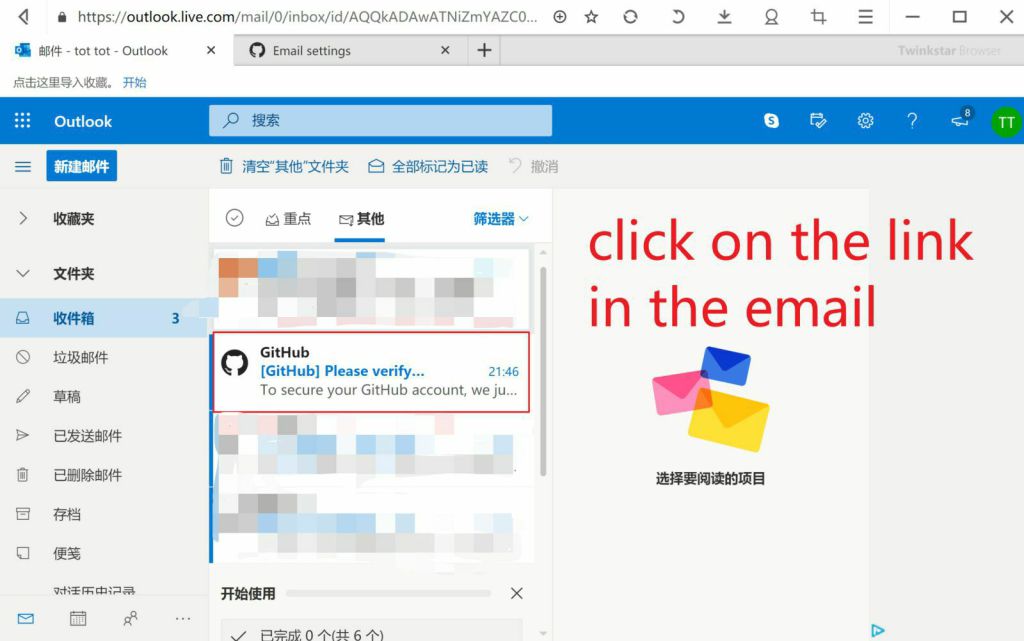 https://outlook.live.com/mail/0/inbox/id/AQQkADAwATNiZmYAZC0...
邮件 - tot tot - Outlook
Email settings
Twinkstar Browser
点击这里导入收藏。 开始
Outlook
搜索
8
TT
新建邮件
清空"其他"文件夹
全部标记为已读
撤消
收藏夹
文件夹
收件箱 3
垃圾邮件
草稿
已发送邮件
已删除邮件
存档
便笺
对话历史记录
重点
其他
筛选器
GitHub
[GitHub] Please verify...
21:46
To secure your GitHub account, we ju...
开始使用
已完成 0 个(共 6 个)
click on the link
in the email
选择要阅读的项目